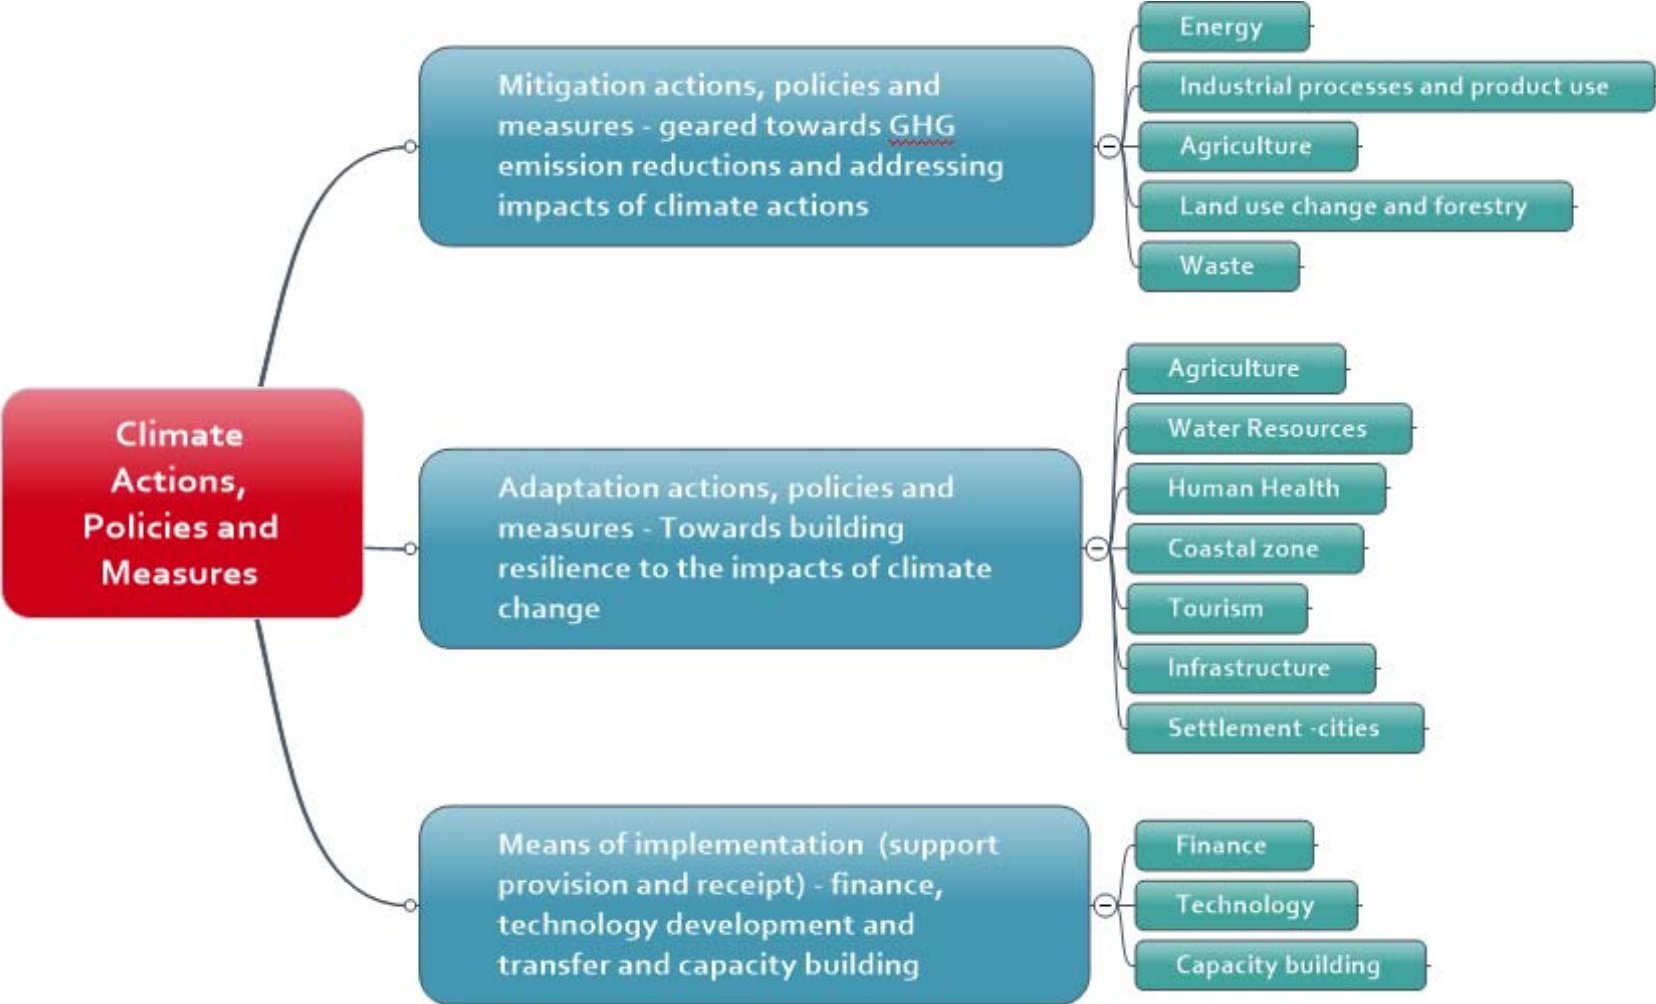 Climate
Actions,
Policies and
Measures
Mitigation actions, policies and
measures - geared towards GHG
emission reductions and addressing
impacts of climate actions
Energy
Industrial processes and product use
Agriculture
Land use change and forestry
Waste
Adaptation actions, policies and
measures - Towards building
resilience to the impacts of climate
change
Agriculture
Water Resources
Human Health
Coastal zone
Tourism
Infrastructure
Settlement -cities
Means of implementation  (support
provision and receipt) - finance,
technology development and
transfer and capacity building
Finance
Technology
Capacity building